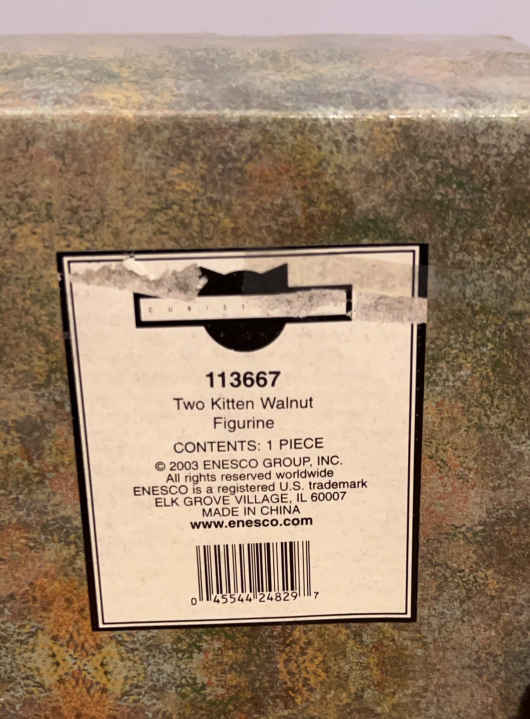 113667
Two Kitten Walnut
Figurine
CONTENTS: 1 PIECE
© 2003 ENESCO GROUP, INC.
All rights reserved worldwide
ENESCO is a registered U.S. trademark
ELK GROVE VILLAGE, IL 60007
MADE IN CHINA
www.enesco.com
0 45544 24829 7